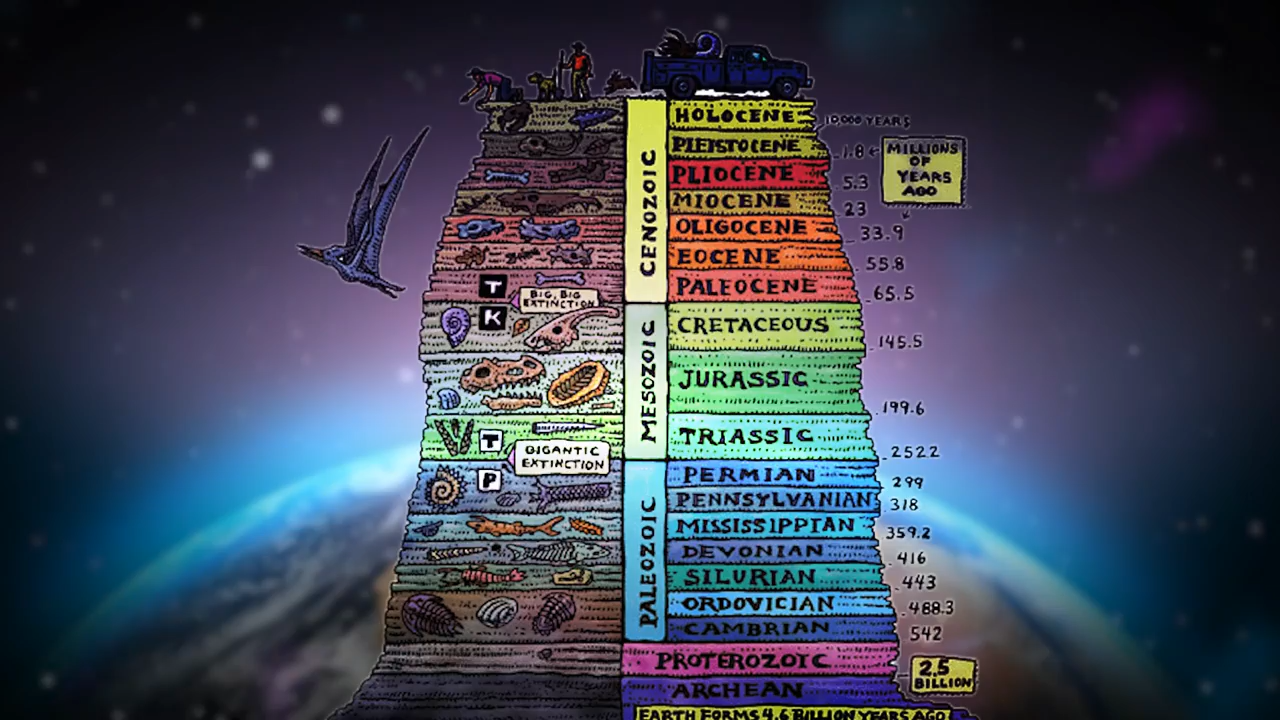 HOLOCENE
10,000 YEARS
PLEISTOCENE
1.8
MILLIONS
OF
YEARS
AGO
PLIOCENE
5.3
MIOCENE
23
OLIGOCENE
33.9
EOCENE
55.8
PALEOCENE
65.5
CENOZOIC
T
BIG, BIG
EXTINCTION
K
CRETACEOUS
145.5
JURASSIC
199.6
TRIASSIC
252.2
MESOZOIC
T
GIGANTIC
EXTINCTION
P
PERMIAN
299
PENNSYLVANIAN
318
MISSISSIPPIAN
359.2
DEVONIAN
416
SILURIAN
443
ORDOVICIAN
488.3
CAMBRIAN
542
PALEOZOIC
PROTEROZOIC
2.5
BILLION
ARCHEAN
EARTH FORMS 4.6 BILLION YEARS AGO